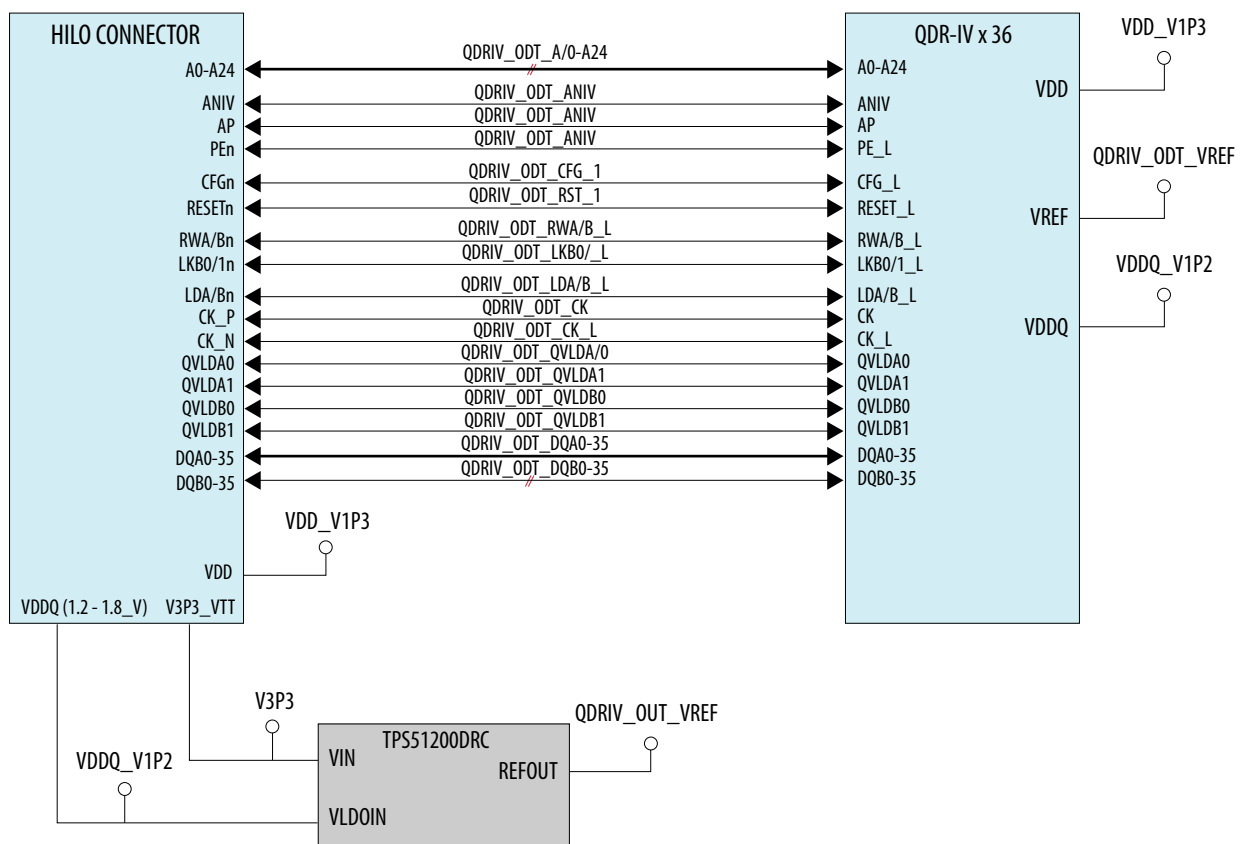 HILO CONNECTOR
QDR-IV x 36
VDD_V1P3
A0-A24
QDRIV_ODT_A/0-A24
A0-A24
VDD
ANIV
QDRIV_ODT_ANIV
ANIV
AP
QDRIV_ODT_ANIV
AP
PEn
QDRIV_ODT_ANIV
PE_L
QDRIV_ODT_VREF
CFGn
QDRIV_ODT_CFG_1
CFG_L
RESETn
QDRIV_ODT_RST_1
RESET_L
VREF
RWA/Bn
QDRIV_ODT_RWA/B_L
RWA/B_L
LKB0/1n
QDRIV_ODT_LKB0/_L
LKB0/1_L
VDDQ_V1P2
LDA/Bn
QDRIV_ODT_LDA/B_L
LDA/B_L
CK_P
QDRIV_ODT_CK
CK
VDDQ
CK_N
QDRIV_ODT_CK_L
CK_L
QVLDA0
QDRIV_ODT_QVLDA/0
QVLDA0
QVLDA1
QDRIV_ODT_QVLDA1
QVLDA1
QVLDB0
QDRIV_ODT_QVLDB0
QVLDB0
QVLDB1
QDRIV_ODT_QVLDB1
QVLDB1
DQA0-35
QDRIV_ODT_DQA0-35
DQA0-35
DQB0-35
QDRIV_ODT_DQB0-35
DQB0-35
VDD_V1P3
VDD
VDDQ (1.2 - 1.8_V)
V3P3_VTT
V3P3
QDRIV_OUT_VREF
TPS51200DRC
VDDQ_V1P2
VIN
REFOUT
VLDOIN